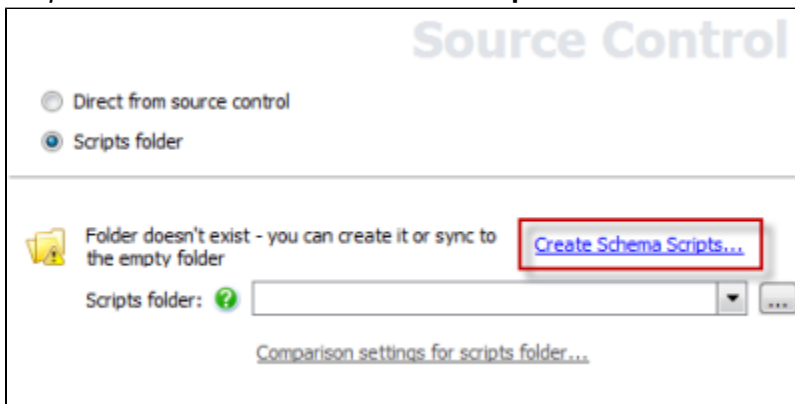 Source Control
Direct from source control
Scripts folder
Folder doesn't exist - you can create it or sync to
the empty folder
Create Schema Scripts...
Scripts folder:
...
Comparison settings for scripts folder...